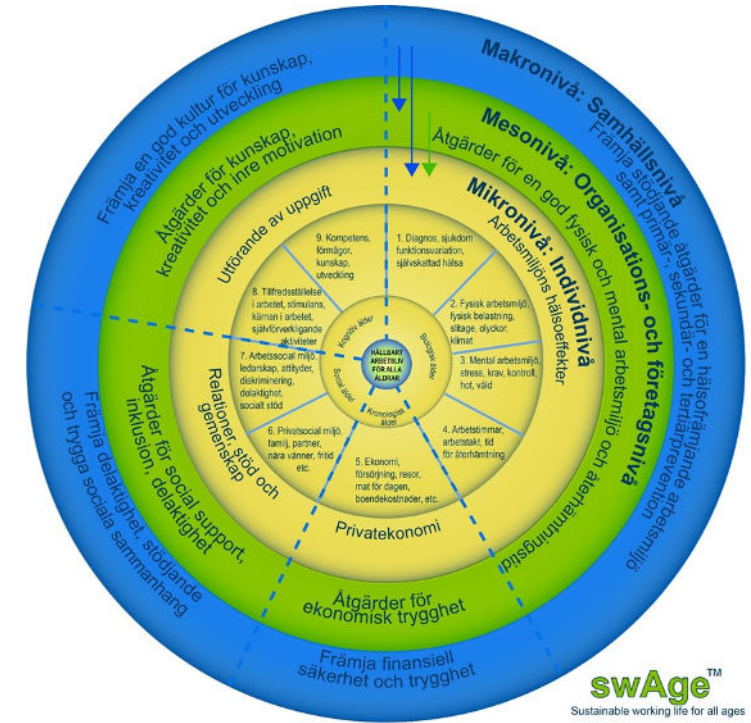 Makronivå: Samhällsnivå
Främja stödjande åtgärder för en hälsofrämjande arbetsmiljö
samt primär-, sekundär- och tertiärprevention
Mesonivå: Organisations- och företagsnivå
Åtgärder för en god fysisk och mental arbetsmiljö och återhämtningstid
Mikronivå: Individnivå
Arbetsmiljöns hälsoeffekter
Främja en god kultur för kunskap,
kreativitet och utveckling
Åtgärder för kunskap,
kreativitet och inre motivation
Utförande av uppgift
9. Kompetens,
förmågor,
kunskap,
utveckling
1. Diagnos, sjukdom
funktionsvariation,
självskattad hälsa
8. Tillfredsställelse
i arbetet, stimulans,
kärnan i arbetet,
självförverkligande
aktiviteter
2. Fysisk arbetsmiljö,
fysisk belastning,
slitage, olyckor,
klimat
Kognitiv ålder
Biologisk ålder
HÅLLBART
ARBETSLIV
FÖR ALLA
ÅLDRAR
Social ålder
Kronologisk
ålder
7. Arbetssocial miljö,
ledarskap, attityder,
diskriminering,
delaktighet,
socialt stöd
3. Mental arbetsmiljö,
stress, krav, kontroll,
hot, våld
6. Privatsocial miljö,
familj, partner,
nära vänner, fritid
etc.
4. Arbetstimmar,
arbetstakt, tid
för återhämtning
5. Ekonomi,
försörjning, resor,
mat för dagen,
boendekostnader, etc.
Relationer, stöd och
gemenskap
Privatekonomi
Åtgärder för social support,
inklusion, delaktighet
Främja delaktighet, stödjande
och trygga sociala sammanhang
Åtgärder för
ekonomisk trygghet
Främja finansiell
säkerhet och trygghet
swAge™
Sustainable working life for all ages